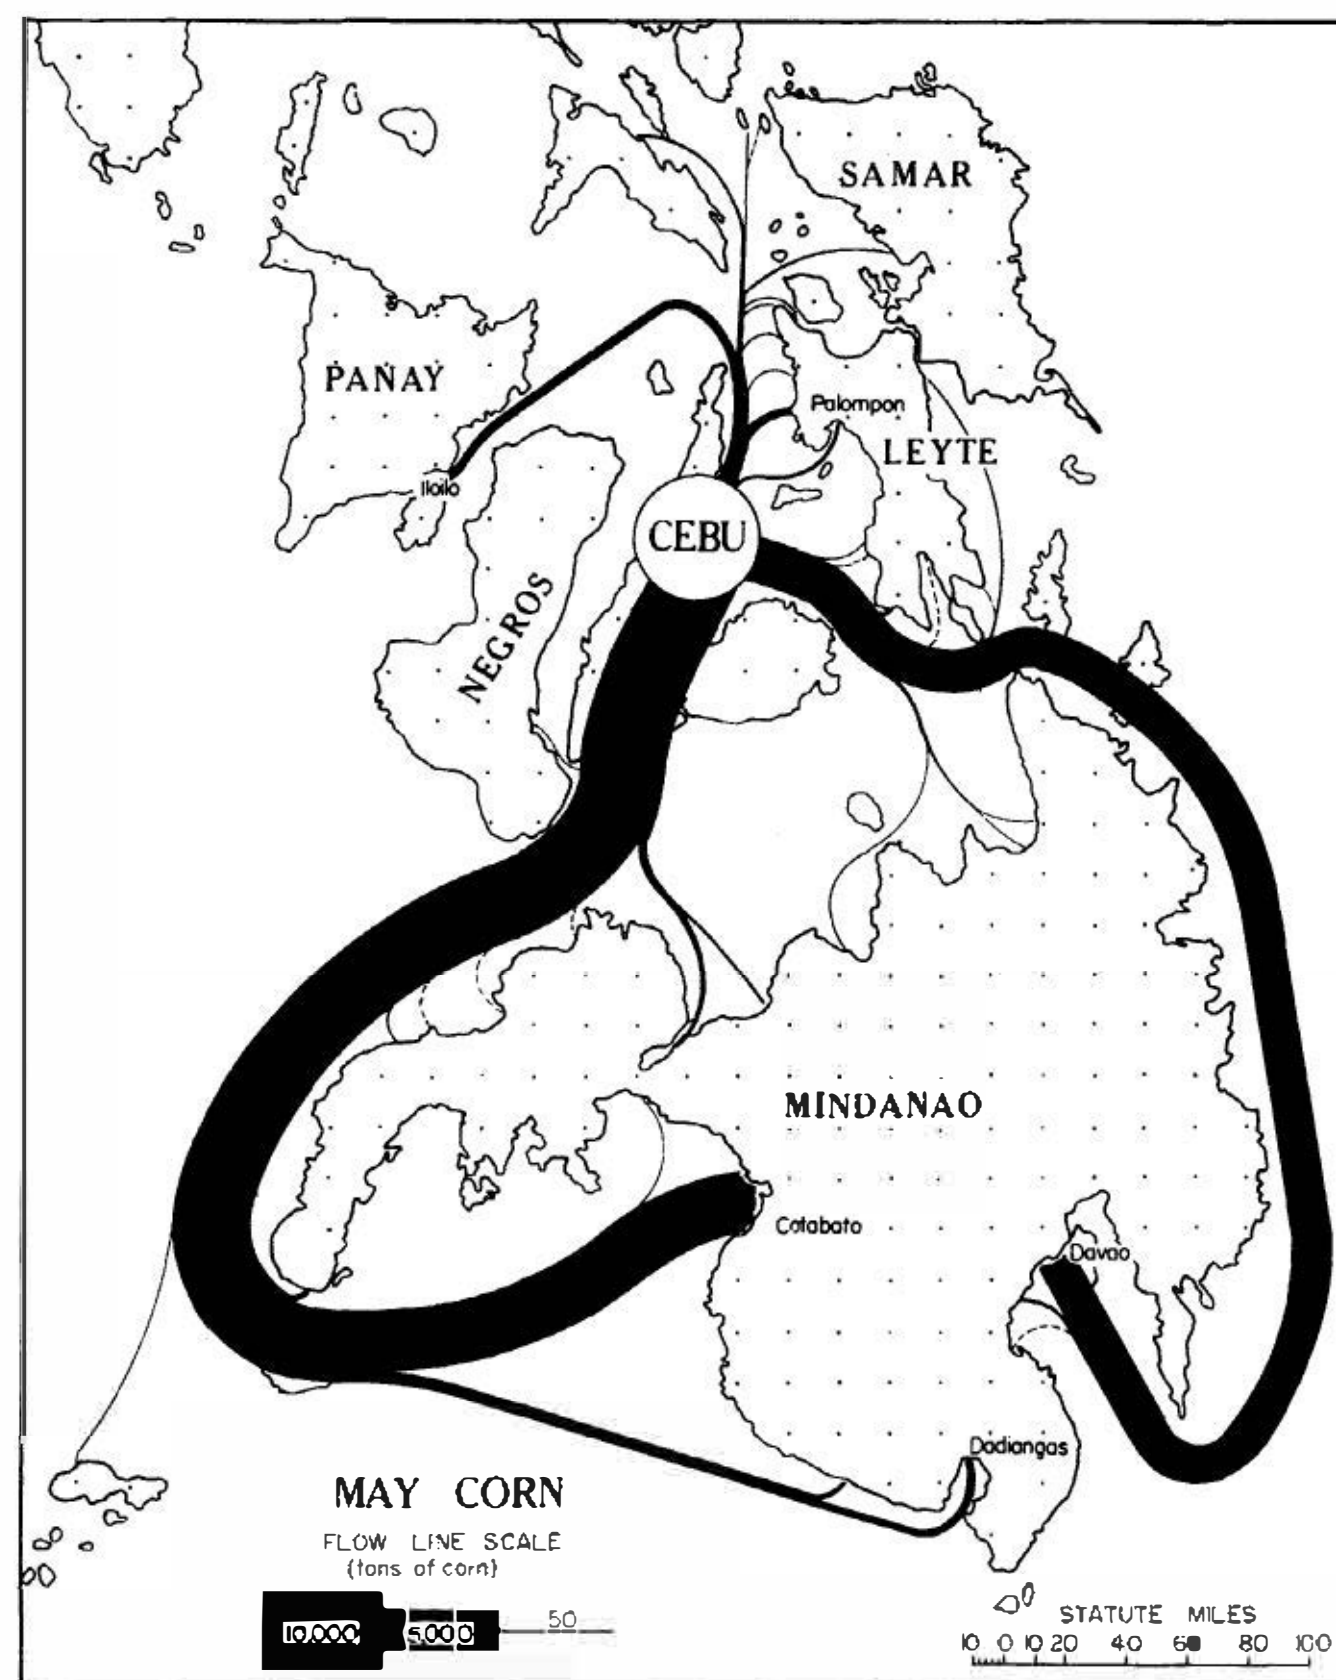 SAMAR
PANAY
Palompon
LEYTE
Iloilo
CEBU
NEGROS
MINDANAO
Cotabato
Davao
Dadiangas
MAY CORN
FLOW LINE SCALE
(tons of corn)
10,000 5,000 50
STATUTE MILES
10 0 10 20 40 60 80 100